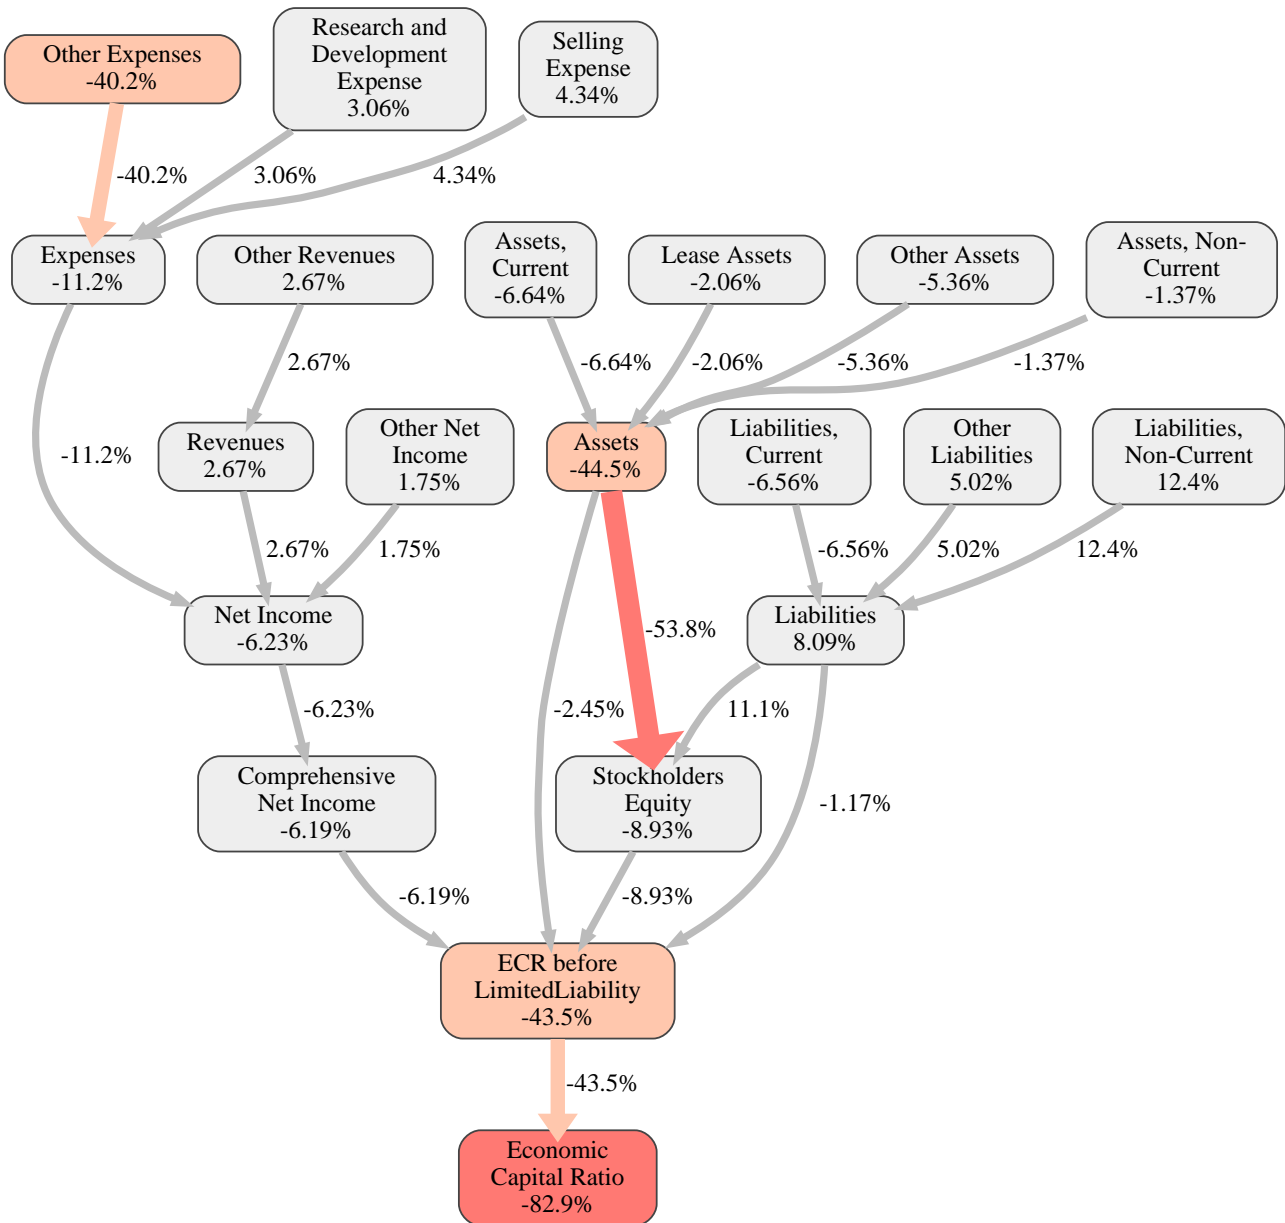 Other Expenses
-40.2%
Research and
Development
Expense
3.06%
Selling
Expense
4.34%
-40.2%
3.06%
4.34%
Expenses
-11.2%
Other Revenues
2.67%
Assets,
Current
-6.64%
Lease Assets
-2.06%
Other Assets
-5.36%
Assets, Non-
Current
-1.37%
2.67%
-6.64%
-2.06%
-5.36%
-1.37%
-11.2%
Revenues
2.67%
Other Net
Income
1.75%
Assets
-44.5%
Liabilities,
Current
-6.56%
Other
Liabilities
5.02%
Liabilities,
Non-Current
12.4%
2.67%
1.75%
-6.56%
5.02%
12.4%
Net Income
-6.23%
-53.8%
Liabilities
8.09%
-6.23%
-2.45%
11.1%
Comprehensive
Net Income
-6.19%
Stockholders
Equity
-8.93%
-1.17%
-6.19%
-8.93%
ECR before
LimitedLiability
-43.5%
-43.5%
Economic
Capital Ratio
-82.9%